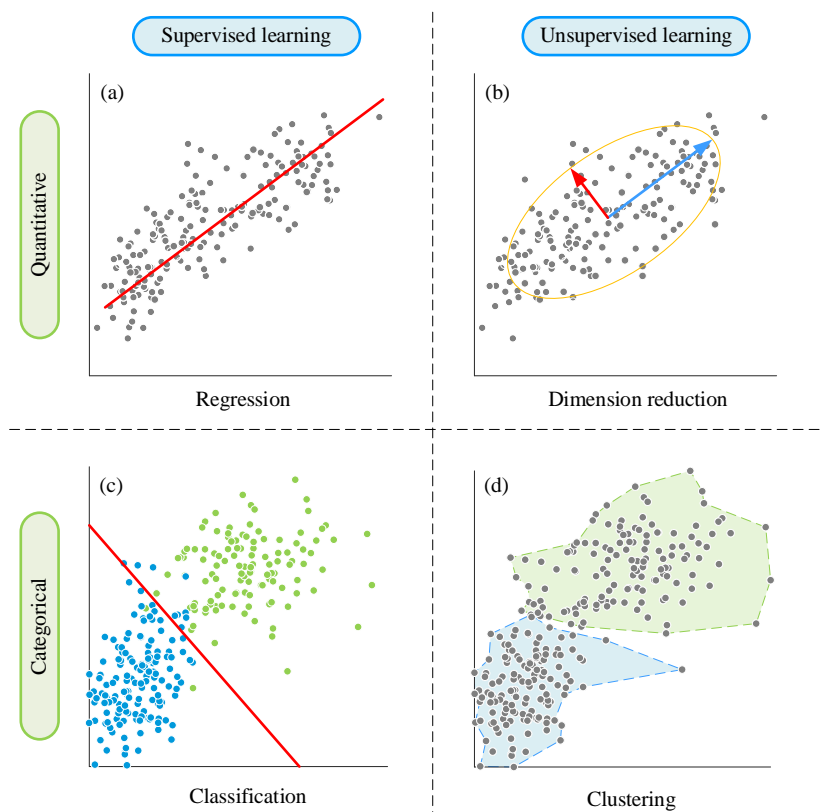 Supervised learning
Unsupervised learning
Quantitative
(a)
(b)
Regression
Dimension reduction
Categorical
(c)
(d)
Classification
Clustering